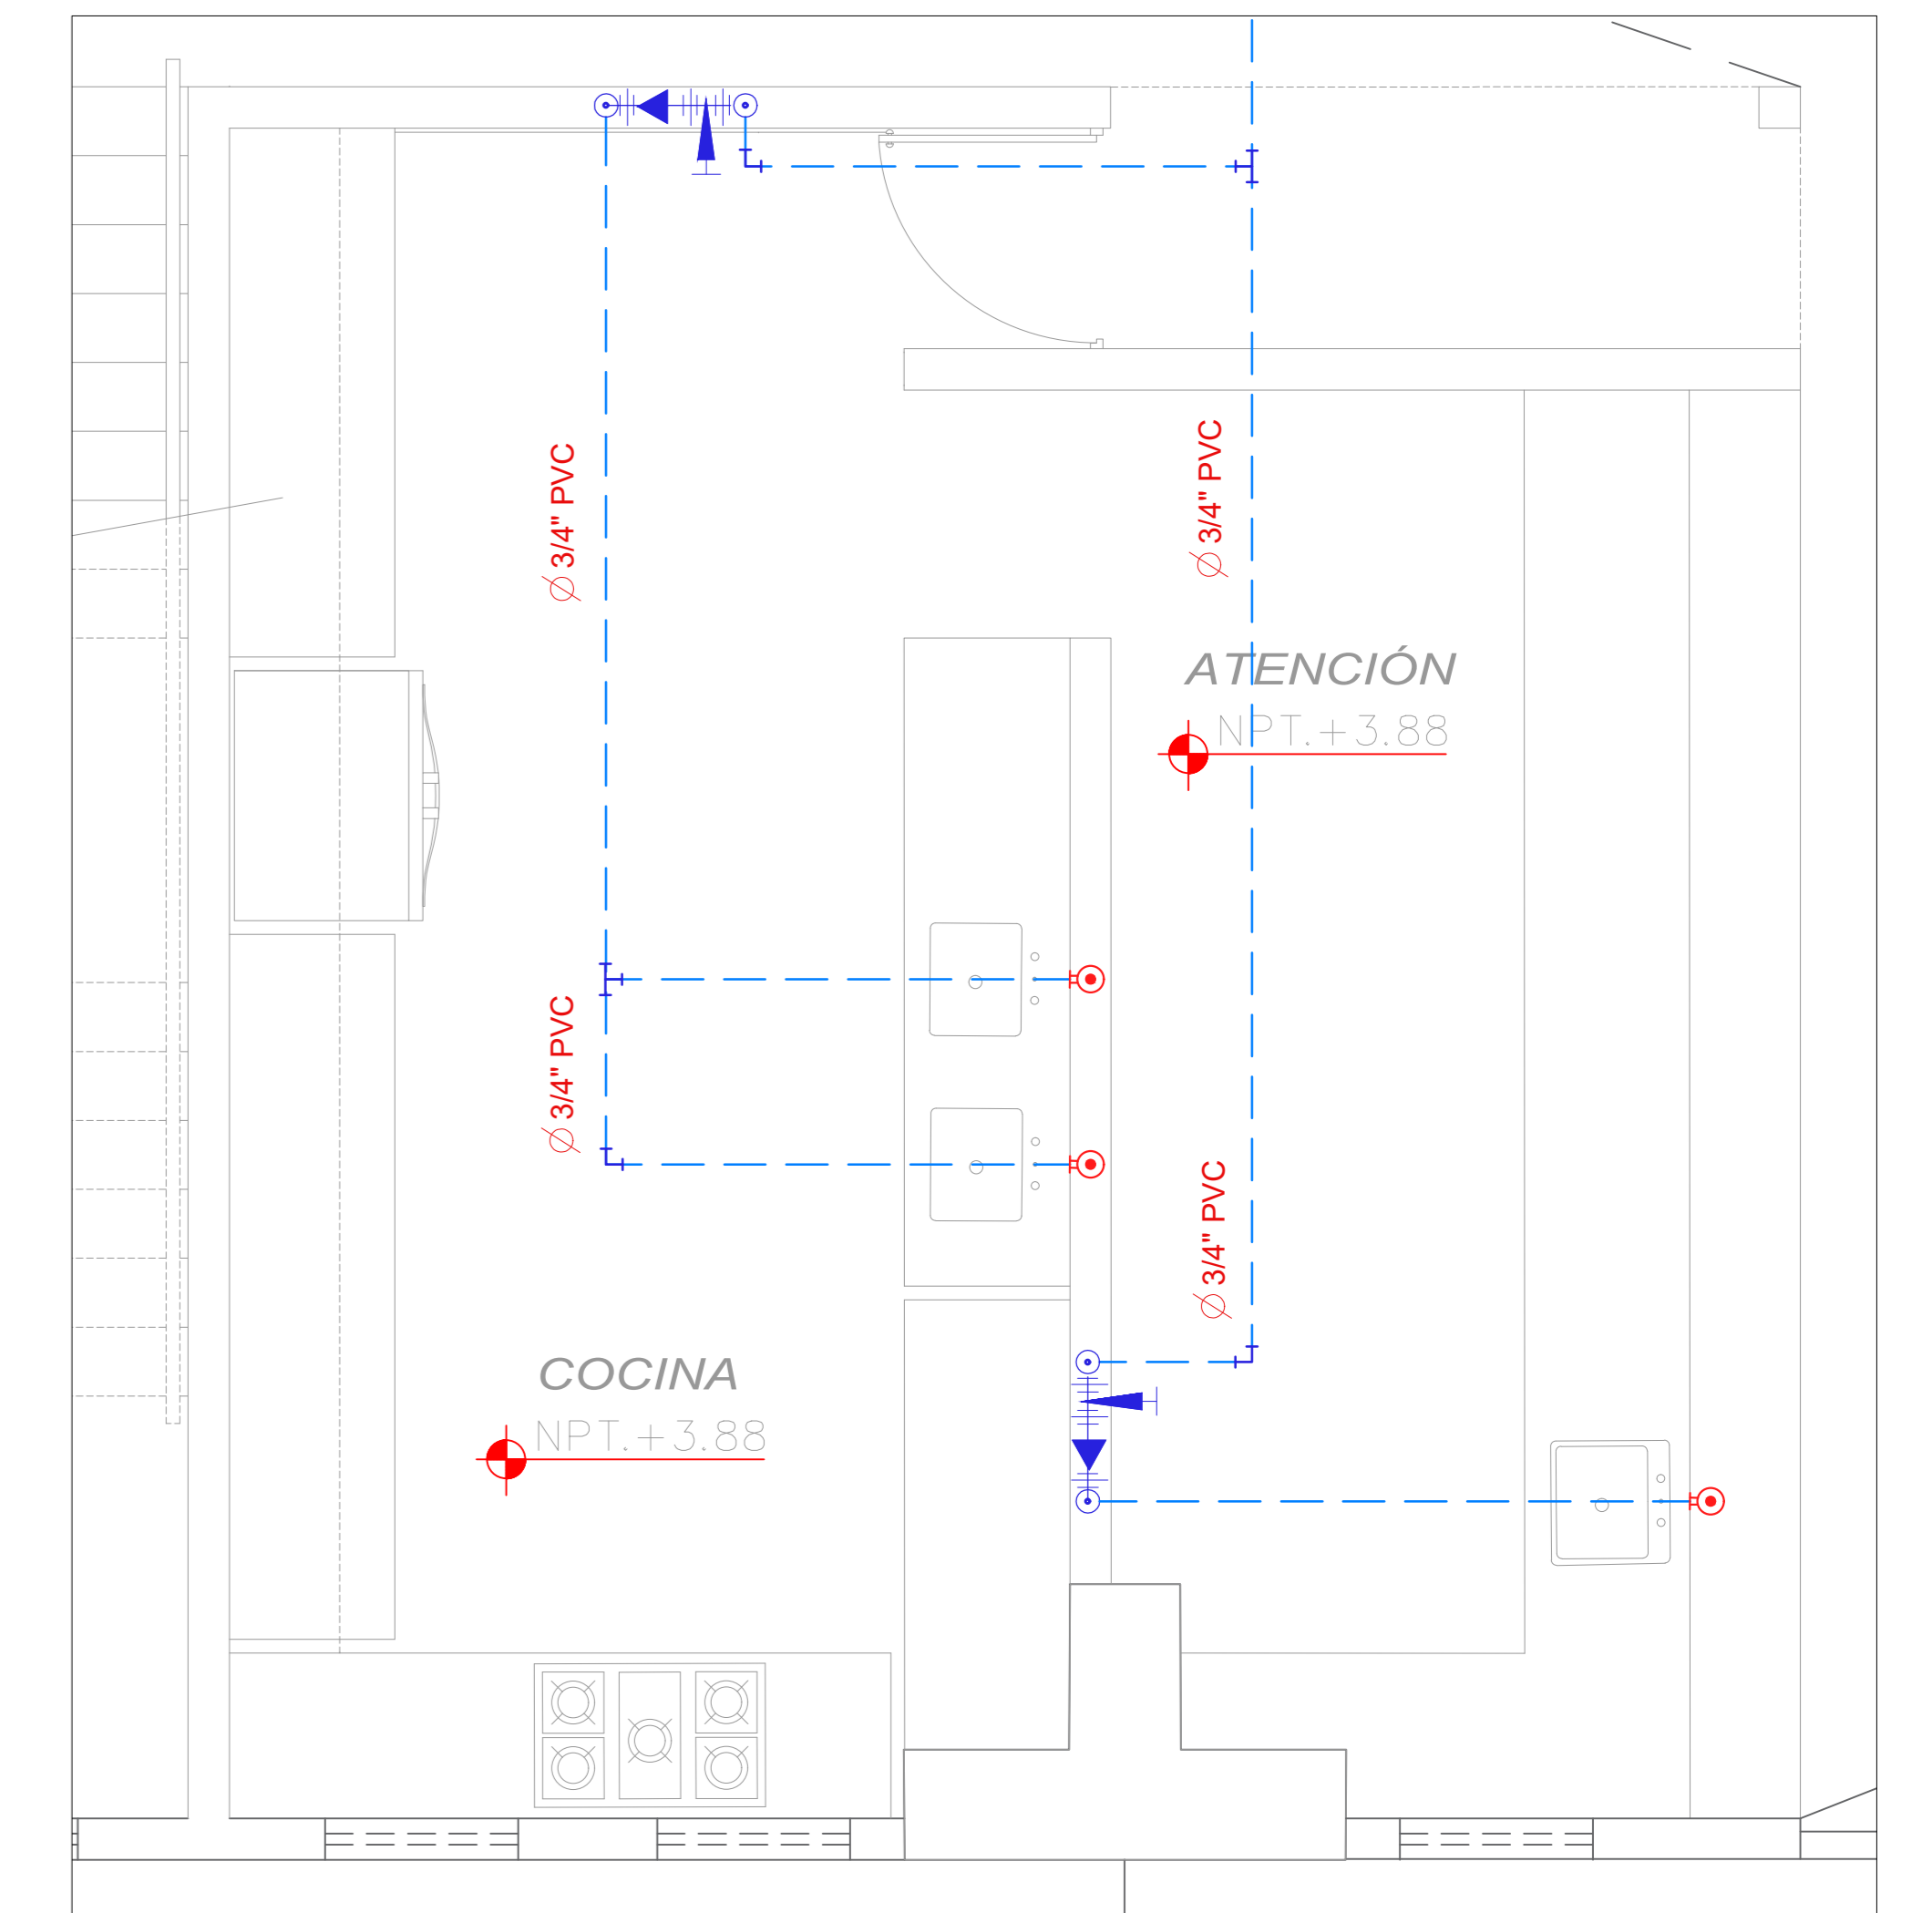 Ø 3/4" PVC
Ø 3/4" PVC
ATENCIÓN
NPT.+3.88
Ø 3/4" PVC
Ø 3/4" PVC
COCINA
NPT.+3.88